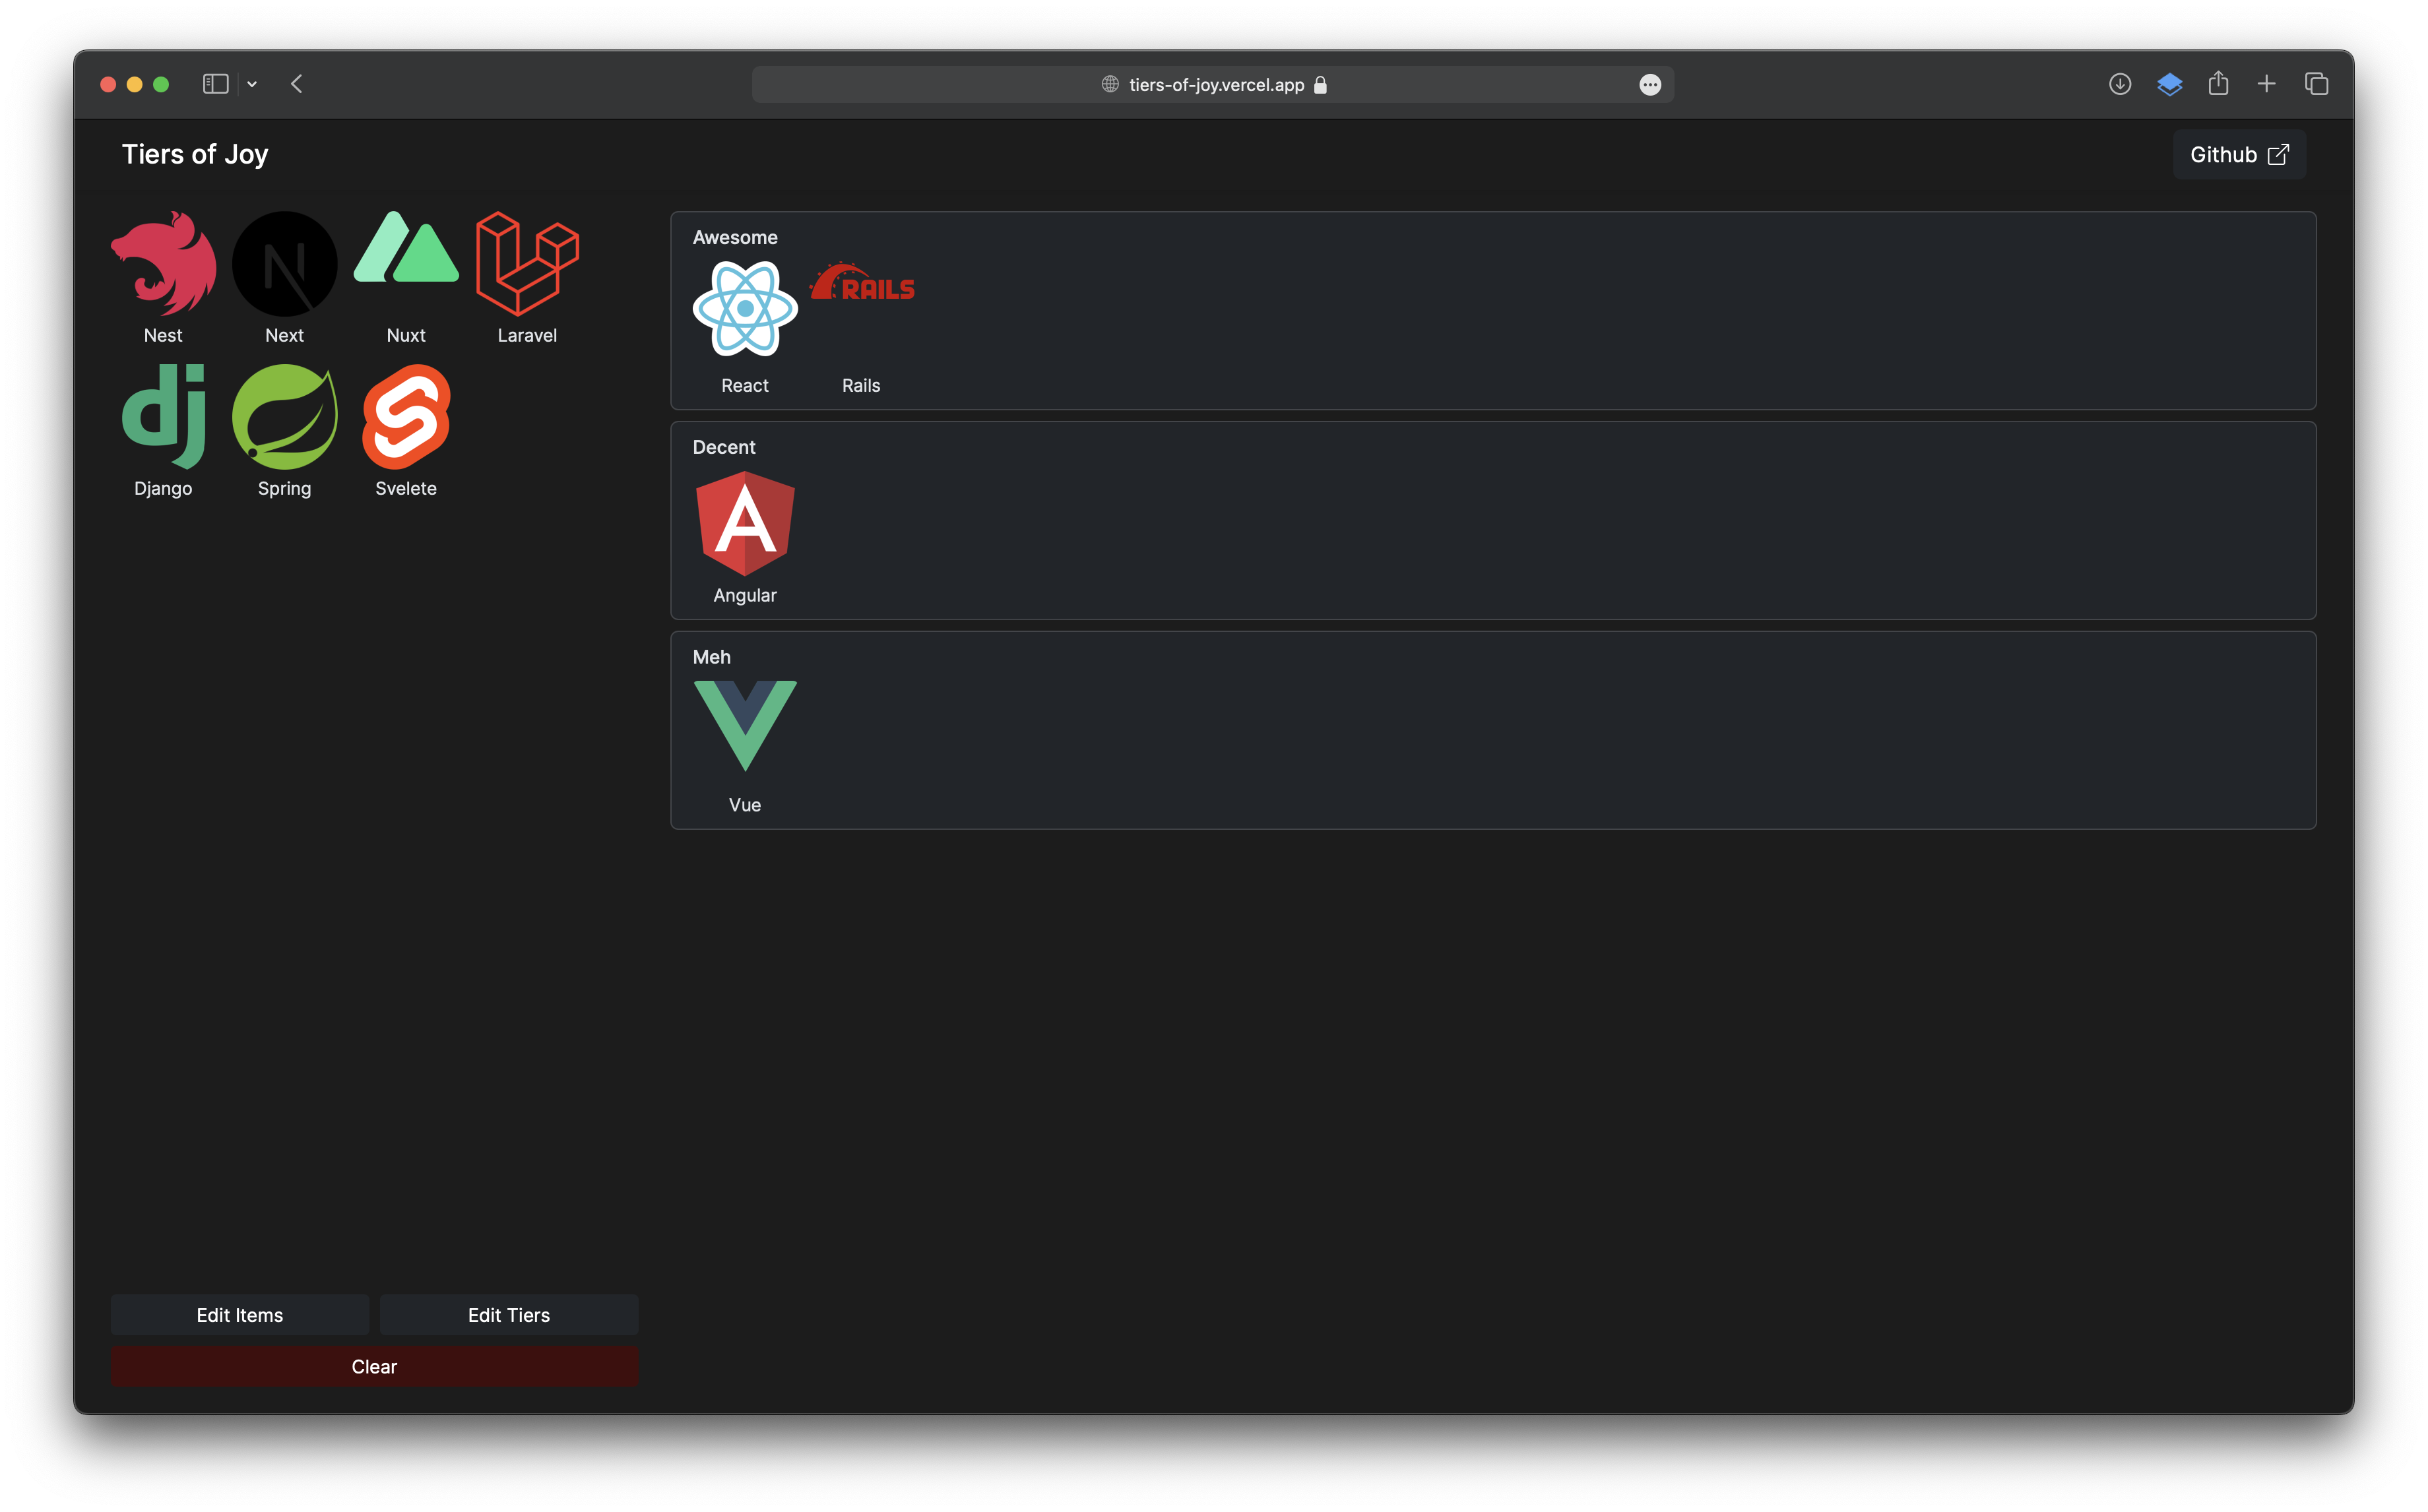 tiers-of-joy.vercel.app
Tiers of Joy
Github
Nest
Next
Nuxt
Laravel
Django
Spring
Svelete
Awesome
RAILS
React
Rails
Decent
Angular
Meh
Vue
Edit Items
Edit Tiers
Clear